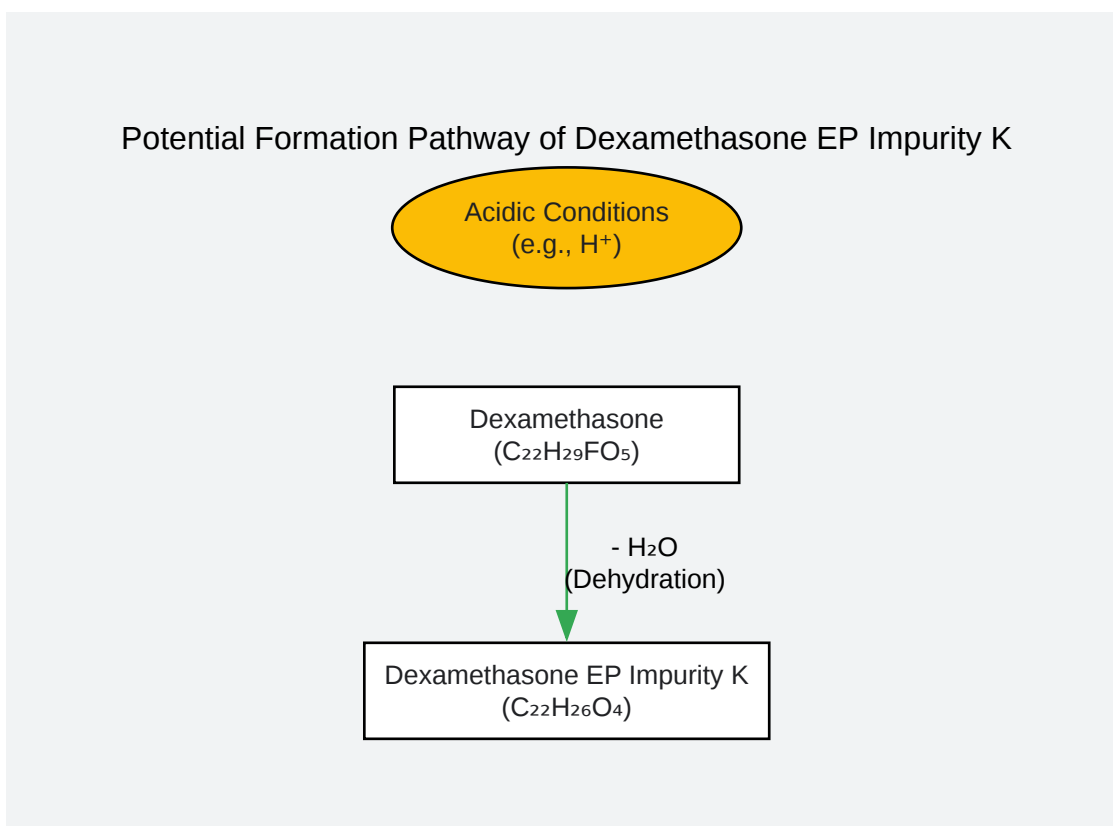 Potential Formation Pathway of Dexamethasone EP Impurity K
Acidic Conditions
(e.g., H⁺)
Dexamethasone
(C₂₂H₂₉FO₅)
- H₂O
(Dehydration)
Dexamethasone EP Impurity K
(C₂₂H₂₆O₄)